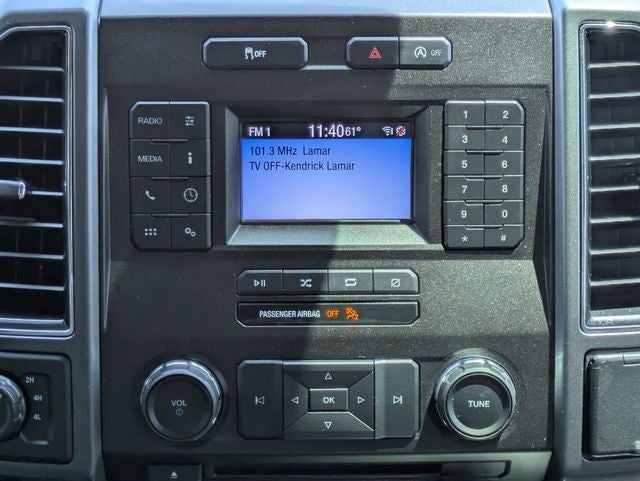 OFF
A OFF
RADIO
MEDIA i
FM 1 11:40 61°
101.3 MHz Lamar
TV OFF-Kendrick Lamar
1 2
3 4
5 6
7 8
9 0
* #
PASSENGER AIRBAG OFF 2
VOL
OK
TUNE
2H
4H
4L